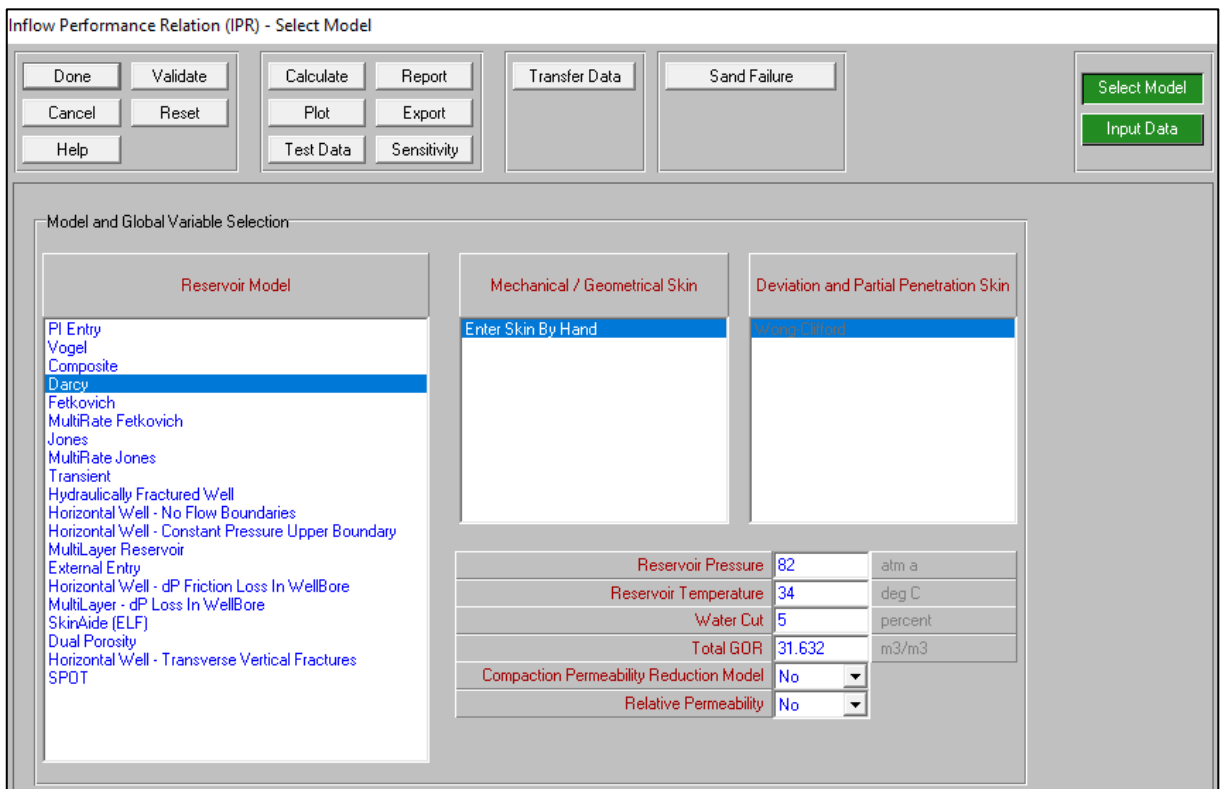 Inflow Performance Relation (IPR) - Select Model
Done
Validate
Calculate
Report
Transfer Data
Sand Failure
Select Model
Cancel
Reset
Plot
Export
Input Data
Help
Test Data
Sensitivity
Model and Global Variable Selection
Reservoir Model
PI Entry
Vogel
Composite
Darcy
Fetkovich
MultiRate Fetkovich
Jones
MultiRate Jones
Transient
Hydraulically Fractured Well
Horizontal Well - No Flow Boundaries
Horizontal Well - Constant Pressure Upper Boundary
MultiLayer Reservoir
External Entry
Horizontal Well - dP Friction Loss In WellBore
MultiLayer - dP Loss In WellBore
SkinAide (ELF)
Dual Porosity
Horizontal Well - Transverse Vertical Fractures
SPOT
Mechanical / Geometrical Skin
Enter Skin By Hand
Deviation and Partial Penetration Skin
Wong-Clifford
Reservoir Pressure 82 atm a
Reservoir Temperature 34 deg C
Water Cut 5 percent
Total GOR 31.632 m3/m3
Compaction Permeability Reduction Model No
Relative Permeability No